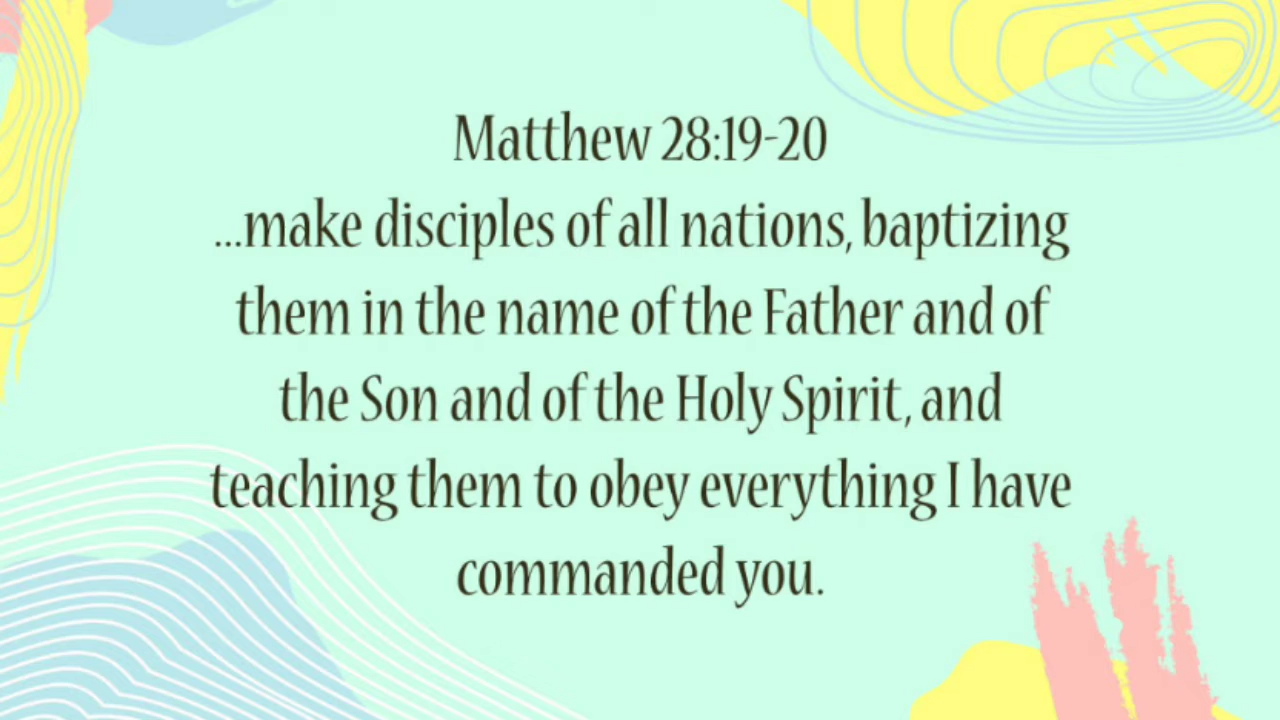 Matthew 28:19-20
...make disciples of all nations, baptizing
them in the name of the Father and of
the Son and of the Holy Spirit, and
teaching them to obey everything I have
commanded you.